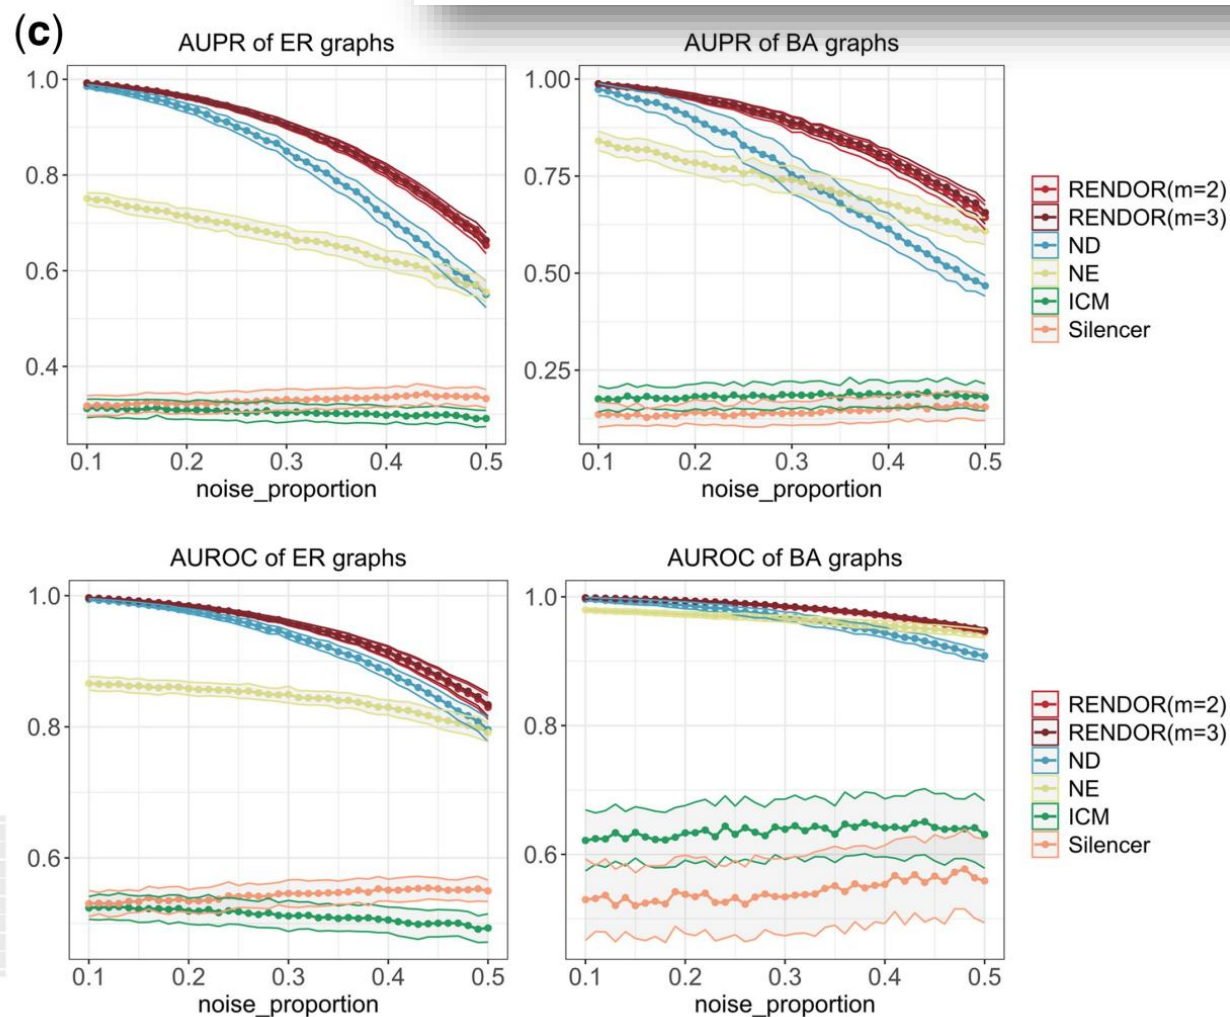 (c)
AUPR of ER graphs
1.0
0.8
0.6
0.4
0.1 0.2 0.3 0.4 0.5
noise_proportion
AUPR of BA graphs
1.00
0.75
0.50
0.25
0.1 0.2 0.3 0.4 0.5
noise_proportion
RENDOR(m=2)
RENDOR(m=3)
ND
NE
ICM
Silencer
AUROC of ER graphs
1.0
0.8
0.6
0.1 0.2 0.3 0.4 0.5
noise_proportion
AUROC of BA graphs
1.0
0.8
0.6
0.1 0.2 0.3 0.4 0.5
noise_proportion
RENDOR(m=2)
RENDOR(m=3)
ND
NE
ICM
Silencer